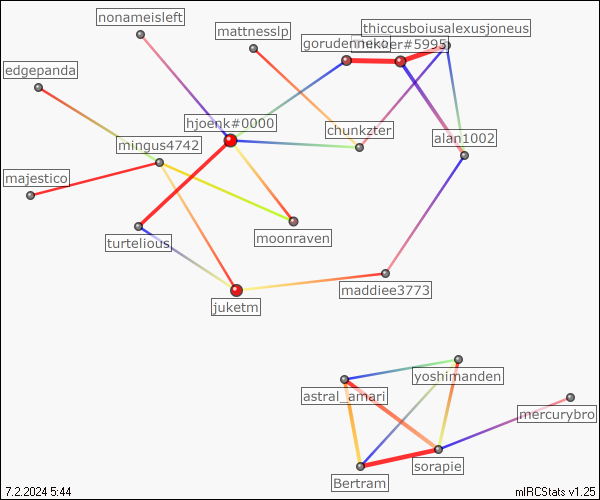 nonameisleft
mattnesslp
thiccusboiusalexusjoneus
gorudenneko
#5995
edgepanda
hjoenk#0000
chunkzter
alan1002
mingus4742
majestico
turtelious
moonraven
maddiee3773
juketm
yoshimanden
astral_amari
mercurybro
sorapie
Bertram
7.2.2024 5:44
mIRCStats v1.25